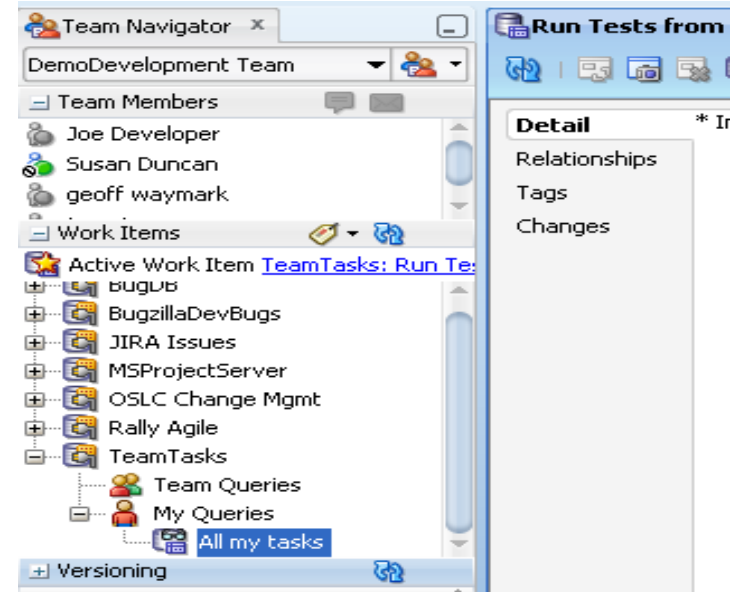 Team Navigator
DemoDevelopment Team
Team Members
Joe Developer
Susan Duncan
geoff waymark
Work Items
Active Work Item TeamTasks: Run Tes
BugDB
BugzillaDevBugs
JIRA Issues
MSProjectServer
OSLC Change Mgmt
Rally Agile
TeamTasks
Team Queries
My Queries
All my tasks
Versioning
Run Tests from
Detail
* In
Relationships
Tags
Changes